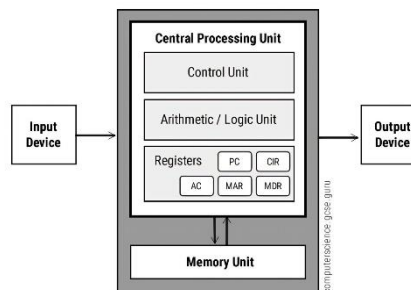 Central Processing Unit
Control Unit
Arithmetic / Logic Unit
Input
Device
Output
Device
Registers
PC
CIR
AC
MAR
MDR
Memory Unit
computerscience.gcse.guru